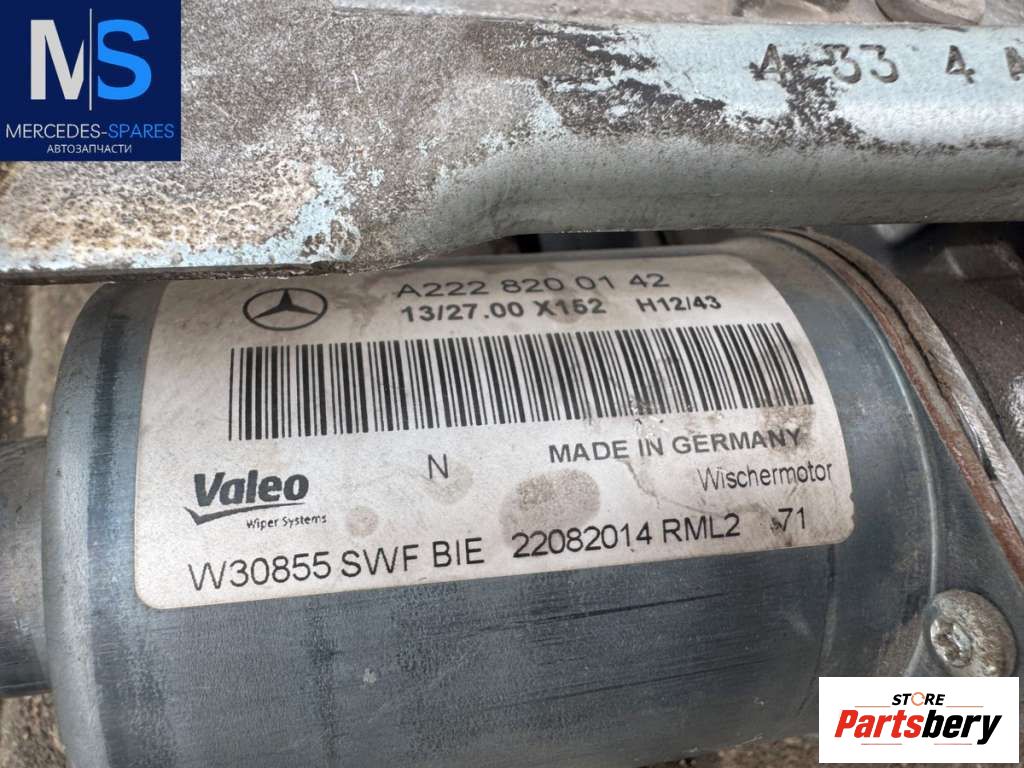 MS
MERCEDES-SPARES
АВТОЗАПЧАСТИ
A 33 4 A
A222 820 01 42
13/27.00 X152 H12/43
N
MADE IN GERMANY
Valeo
Wiper Systems
Wischermotor
W30855 SWF BIE 22082014 RML2 71
STORE
Partsbery